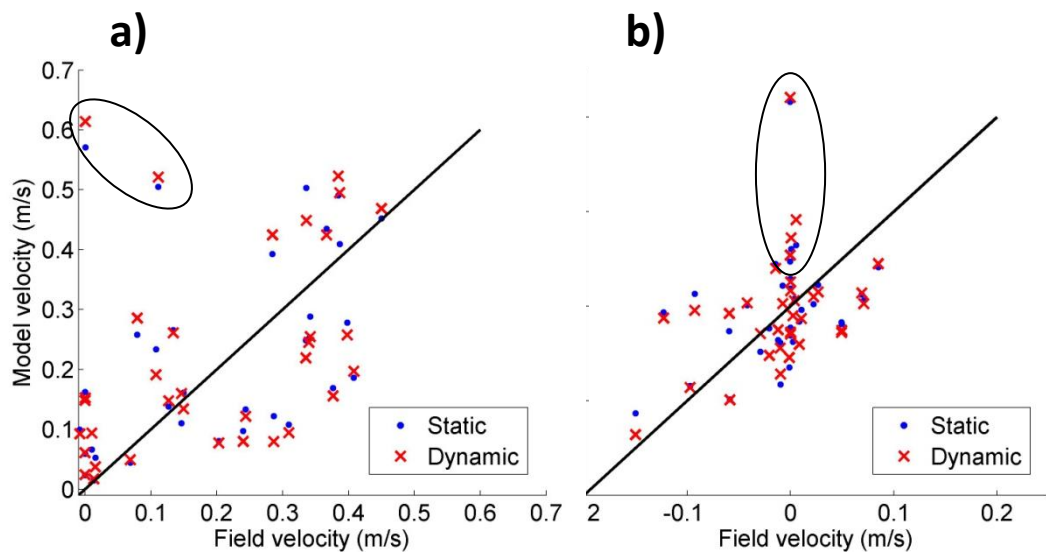 a)
0.7
0.6
0.5
0.4
0.3
0.2
0.1
0
Model velocity (m/s)
0 0.1 0.2 0.3 0.4 0.5 0.6 0.7
Field velocity (m/s)
Static
Dynamic
b)
2 -0.1 0 0.1 0.2
Field velocity (m/s)
Static
Dynamic